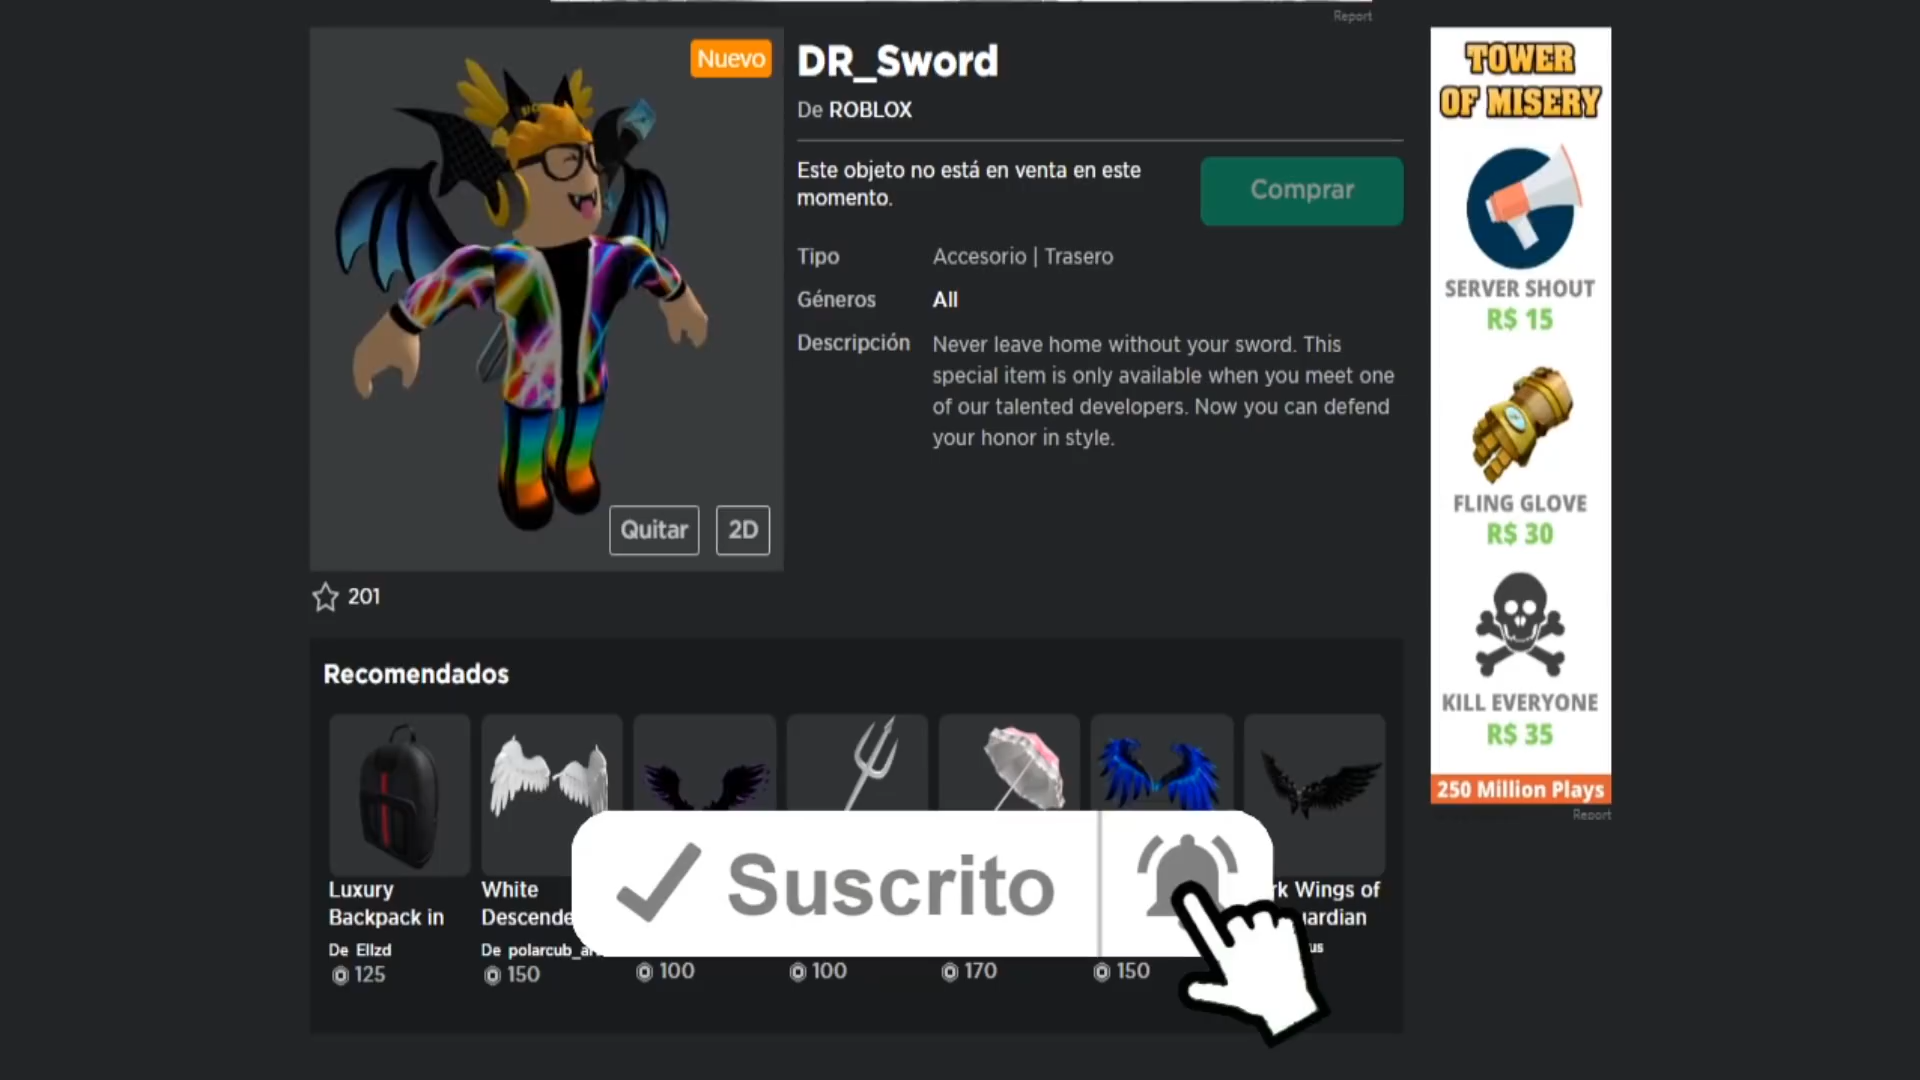 Report
Nuevo
DR_Sword
De ROBLOX
Este objeto no está en venta en este
momento.
Comprar
Tipo
Accesorio | Trasero
Géneros
All
Descripción
Never leave home without your sword. This
special item is only available when you meet one
of our talented developers. Now you can defend
your honor in style.
Quitar
2D
201
TOWER
OF MISERY
SERVER SHOUT
R$ 15
FLING GLOVE
R$ 30
KILL EVERYONE
R$ 35
250 Million Plays
Report
Recomendados
Luxury
Backpack in
De Ellzd
125
White
De
150
100
100
170
150
Wings of
Suscrito